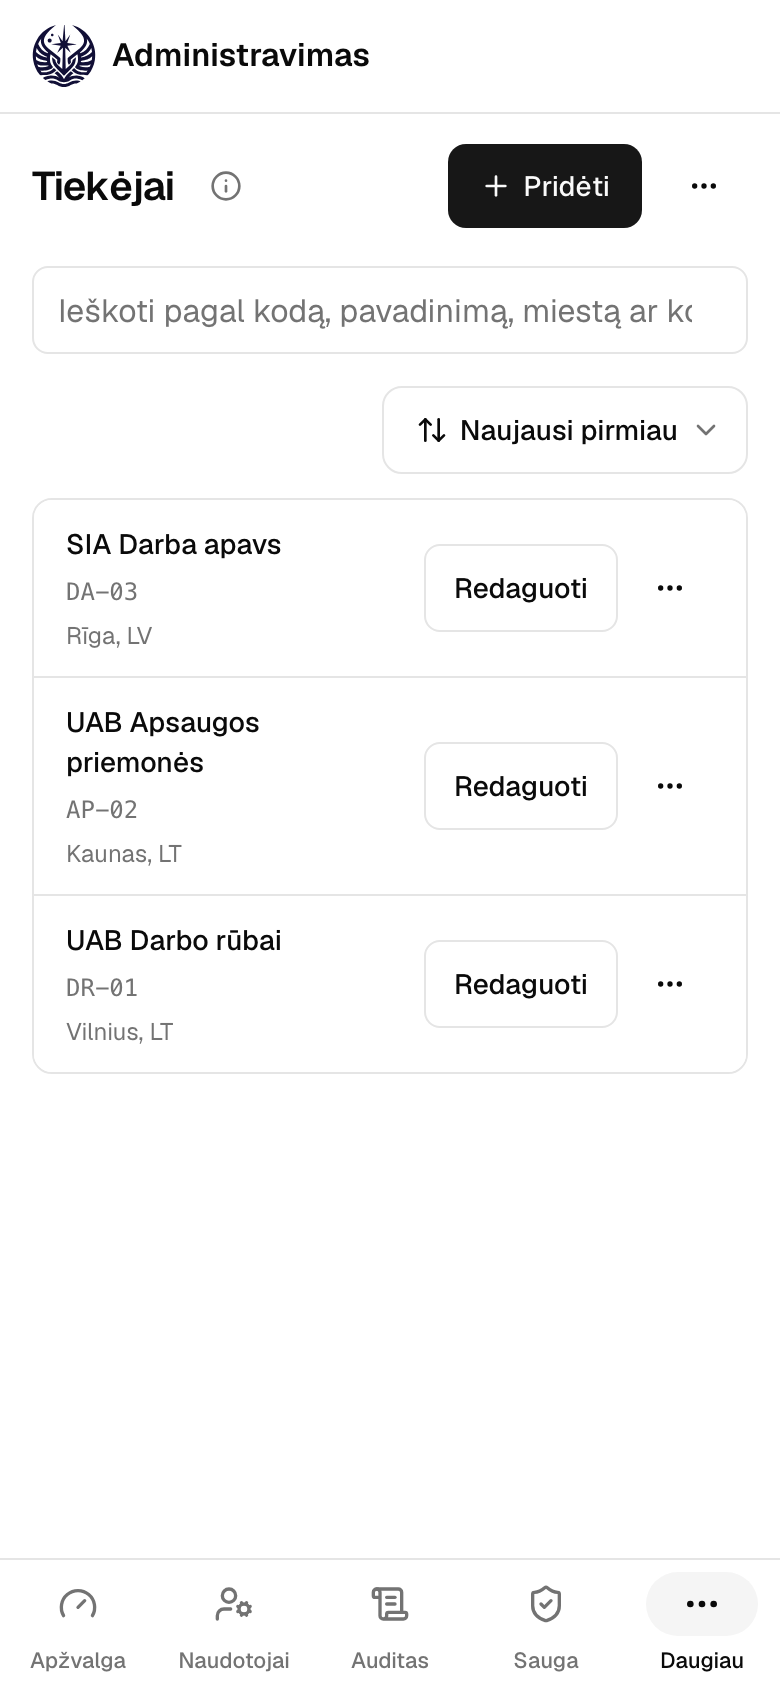 Administravimas
Tiekėjai
Pridėti
Ieškoti pagal kodą, pavadinimą, miestą ar
Naujausi pirmiau
SIA Darba apavs
DA-03
Rīga, LV
Redaguoti
UAB Apsaugos
priemonės
AP-02
Kaunas, LT
Redaguoti
UAB Darbo rūbai
DR-01
Vilnius, LT
Redaguoti
Apžvalga
Naudotojai
Auditas
Sauga
Daugiau